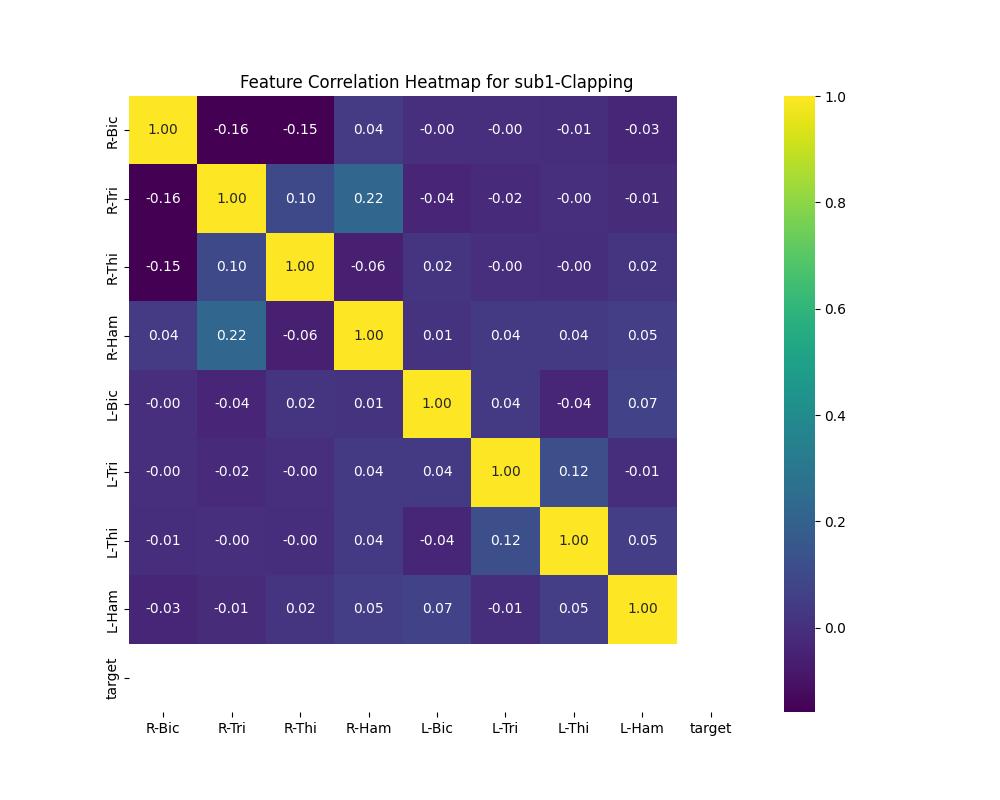 Feature Correlation Heatmap for sub1-Clapping
R-Bic 1.00 -0.16 -0.15 0.04 -0.00 -0.00 -0.01 -0.03
R-Tri -0.16 1.00 0.10 0.22 -0.04 -0.02 -0.00 -0.01
R-Thi -0.15 0.10 1.00 -0.06 0.02 -0.00 -0.00 0.02
R-Ham 0.04 0.22 -0.06 1.00 0.01 0.04 0.04 0.05
L-Bic -0.00 -0.04 0.02 0.01 1.00 0.04 -0.04 0.07
L-Tri -0.00 -0.02 -0.00 0.04 0.04 1.00 0.12 -0.01
L-Thi -0.01 -0.00 -0.00 0.04 -0.04 0.12 1.00 0.05
L-Ham -0.03 -0.01 0.02 0.05 0.07 -0.01 0.05 1.00
target
R-Bic R-Tri R-Thi R-Ham L-Bic L-Tri L-Thi L-Ham target
1.0
0.8
0.6
0.4
0.2
0.0